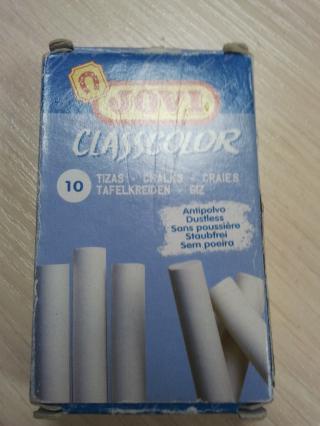 JOVI
CLASSCOLOR
10
TIZAS - CHALKS - CRAIES
TAFELKREIDEN - GIZ
Antipolvo
Dustless
Sans poussière
Staubfrei
Sem poeira